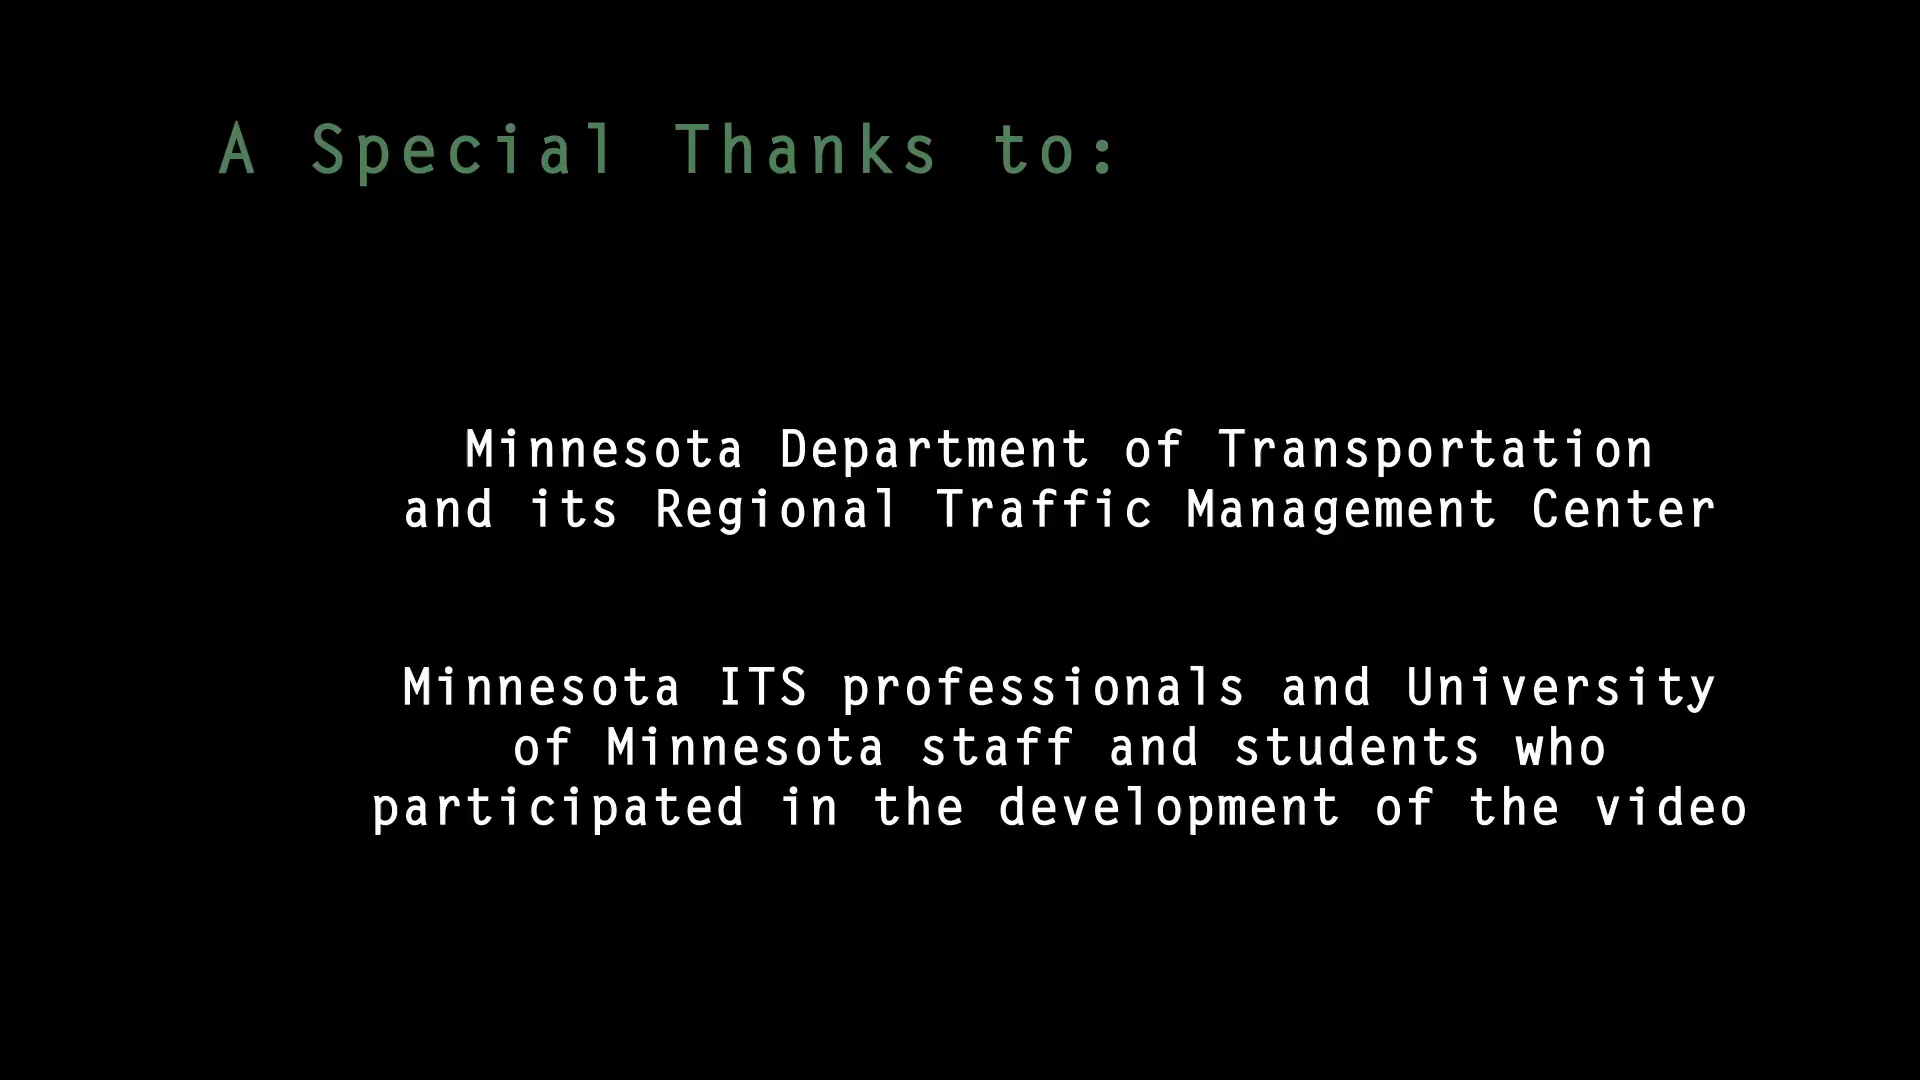 A Special Thanks to:
Minnesota Department of Transportation
and its Regional Traffic Management Center
Minnesota ITS professionals and University
of Minnesota staff and students who
participated in the development of the video